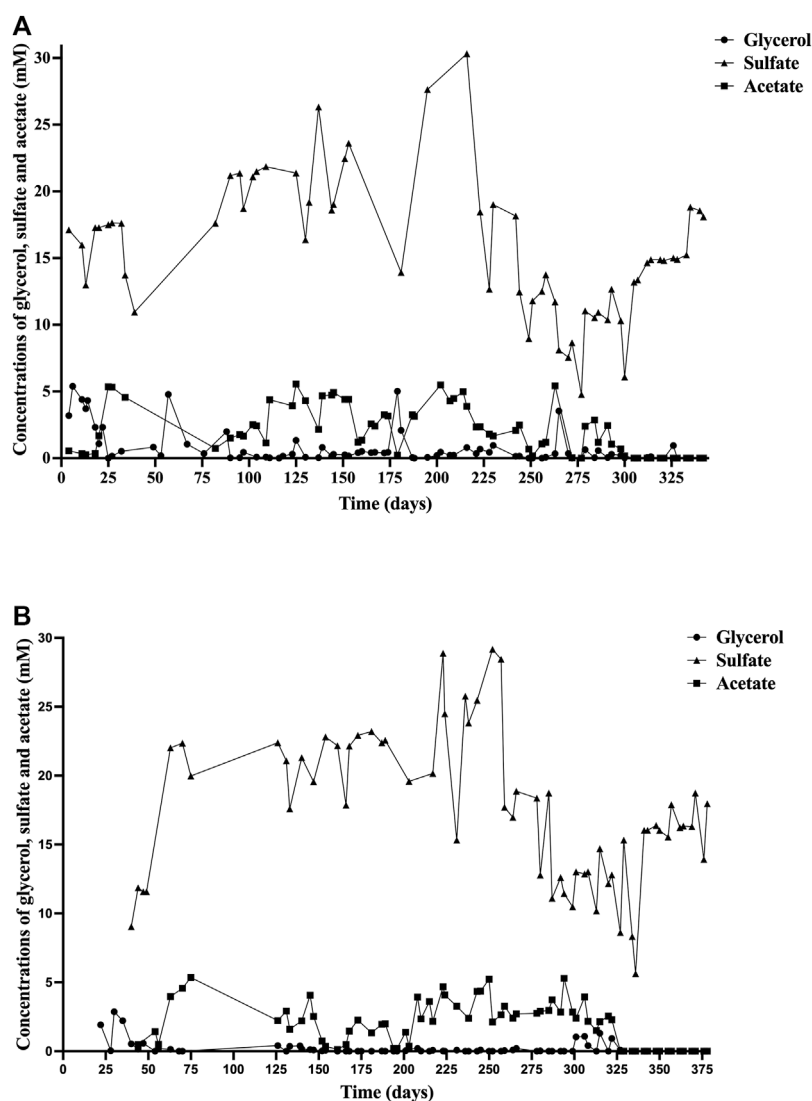 A
Glycerol
Sulfate
Acetate
Concentrations of glycerol, sulfate and acetate (mM)
30
25
20
15
10
5
0
0 25 50 75 100 125 150 175 200 225 250 275 300 325
Time (days)
B
Glycerol
Sulfate
Acetate
Concentrations of glycerol, sulfate and acetate (mM)
30
25
20
15
10
5
0
0 25 50 75 100 125 150 175 200 225 250 275 300 325 350 375
Time (days)